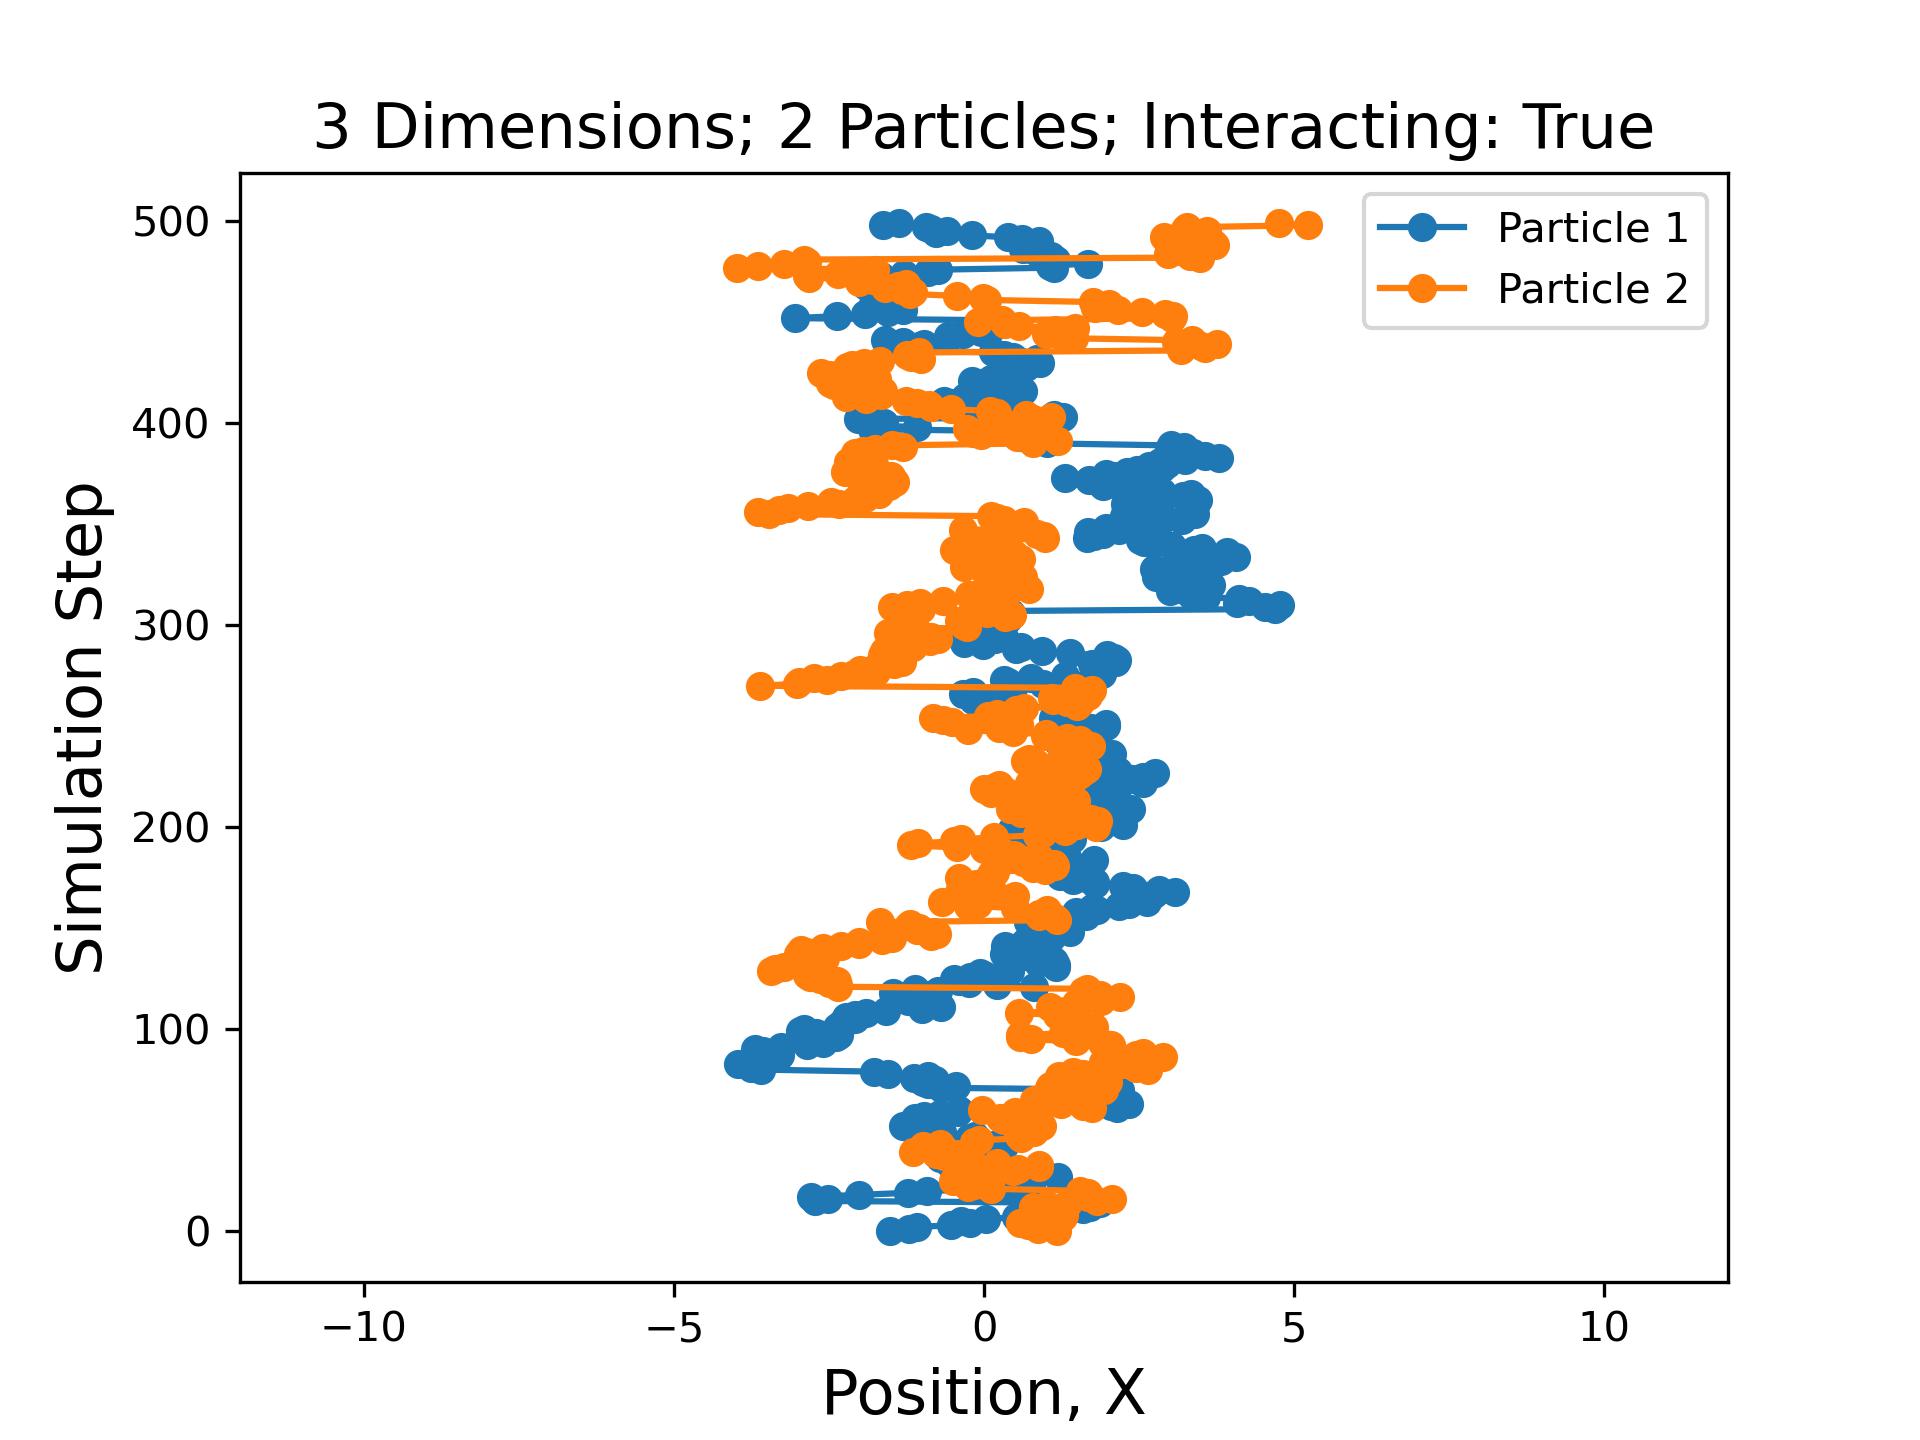 3 Dimensions; 2 Particles; Interacting: True
Particle 1
Particle 2
Simulation Step
500
400
300
200
100
0
−10
−5
0
5
10
Position, X